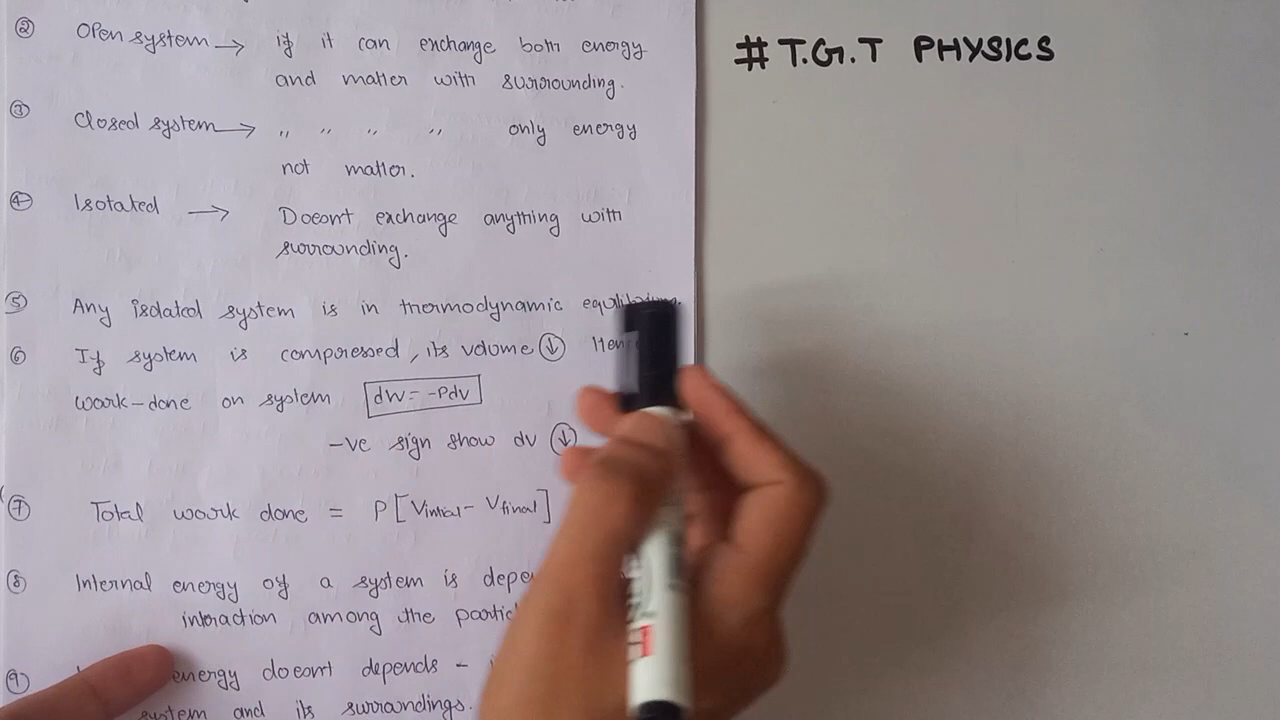 ② Open system → if it can exchange both energy
and matter with surrounding.
③ Closed system → ,, ,, ,, ,, only energy
not matter.
④ Isolated → Doesn't exchange anything with
surrounding.
⑤ Any isolated system is in thermodynamic
⑥ If system is compressed, its volume ↓
work-done on system dW = -PdV
-ve sign show dv ↓
⑦ Total work done = P[Vinitial - Vfinal]
⑧ Internal energy of a system is
interaction among the
⑨ energy doesn't depends -
system and its surroundings.
# T.G.T PHYSICS